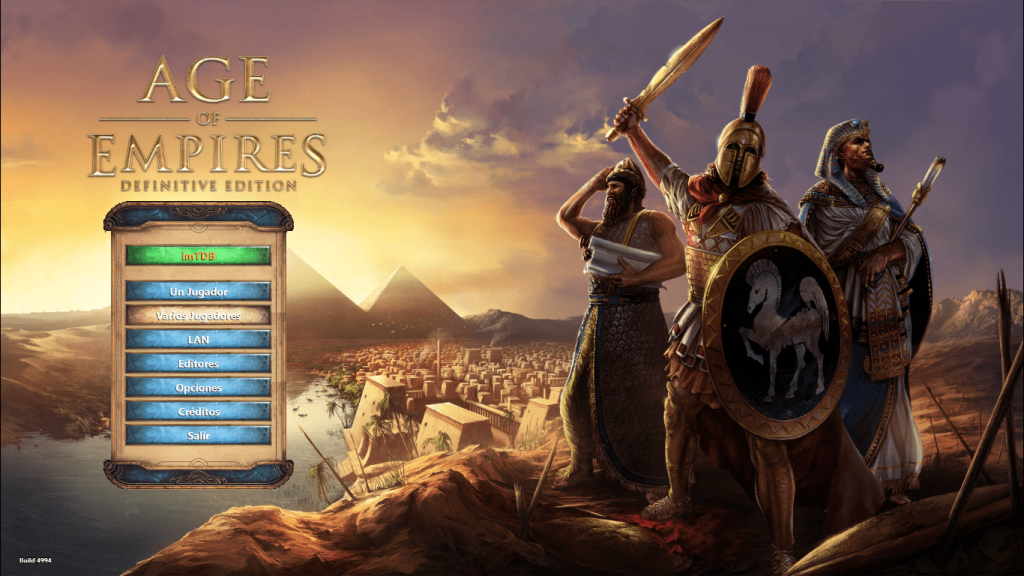 AGE
OF
EMPIRES
DEFINITIVE EDITION
imTDB
Un Jugador
Varios Jugadores
LAN
Editores
Opciones
Créditos
Salir
Build 4994